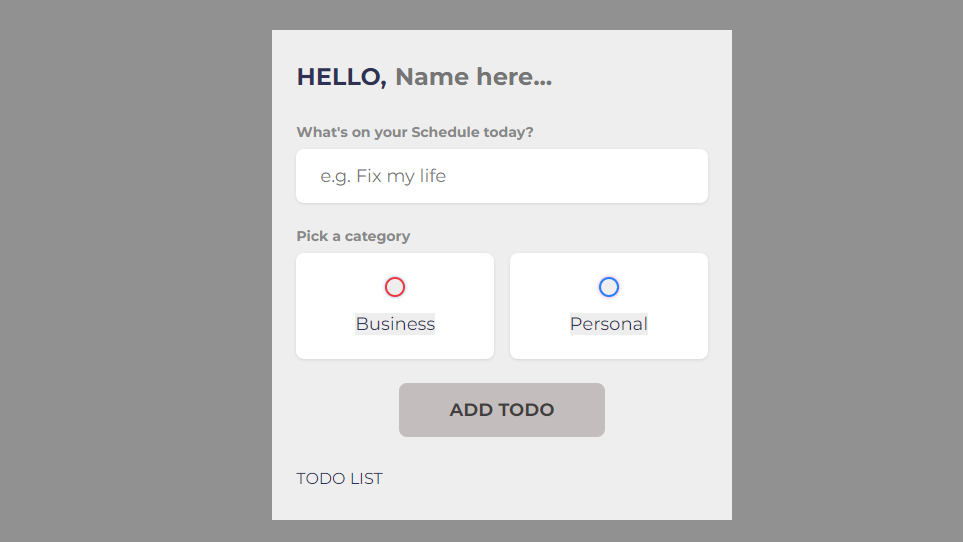 HELLO, Name here...
What's on your Schedule today?
e.g. Fix my life
Pick a category
Business Personal
ADD TODO
TODO LIST